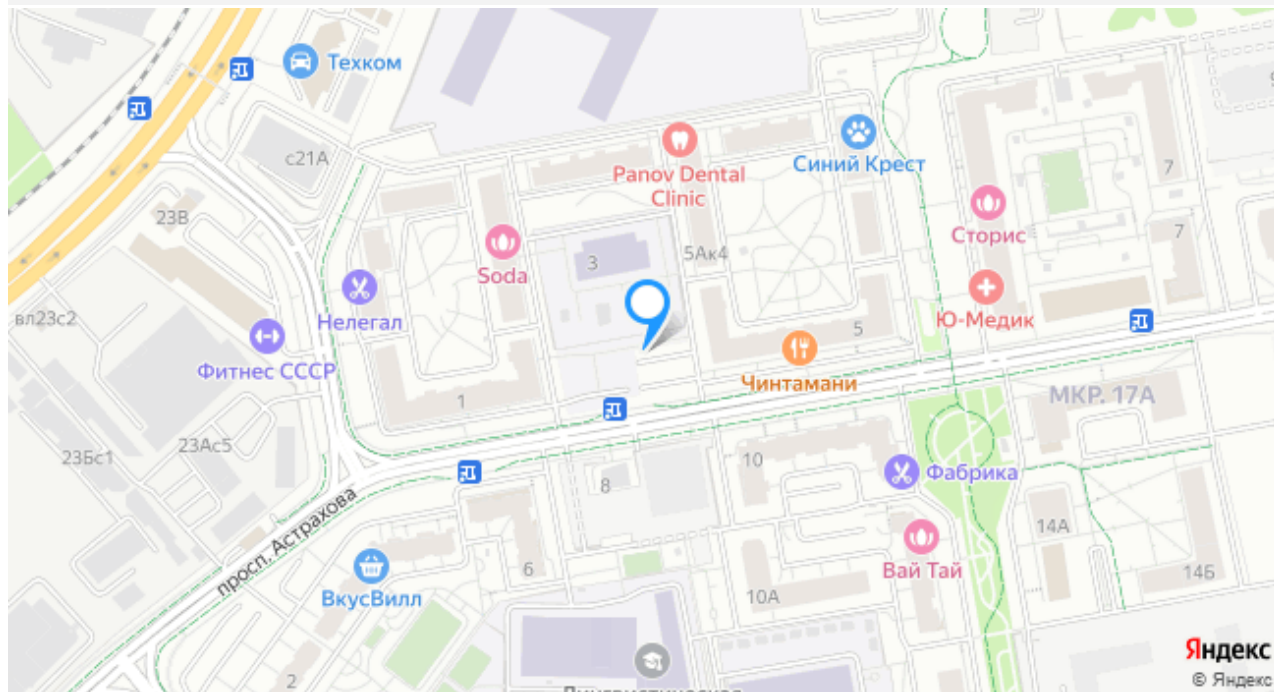 Техком
с21А
Panov Dental
Clinic
Синий Крест
7
23В
Сторис
7
5Ак4
3
Soda
вл23с2
Нелегал
Ю-Медик
5
Фитнес СССР
Чинтамани
1
МКР. 17А
23Ас5
23Бс1
10
Фабрика
8
просп. Астрахова
14А
6
Вай Тай
14Б
ВкусВилл
10А
2
Яндекс
© Яндекс